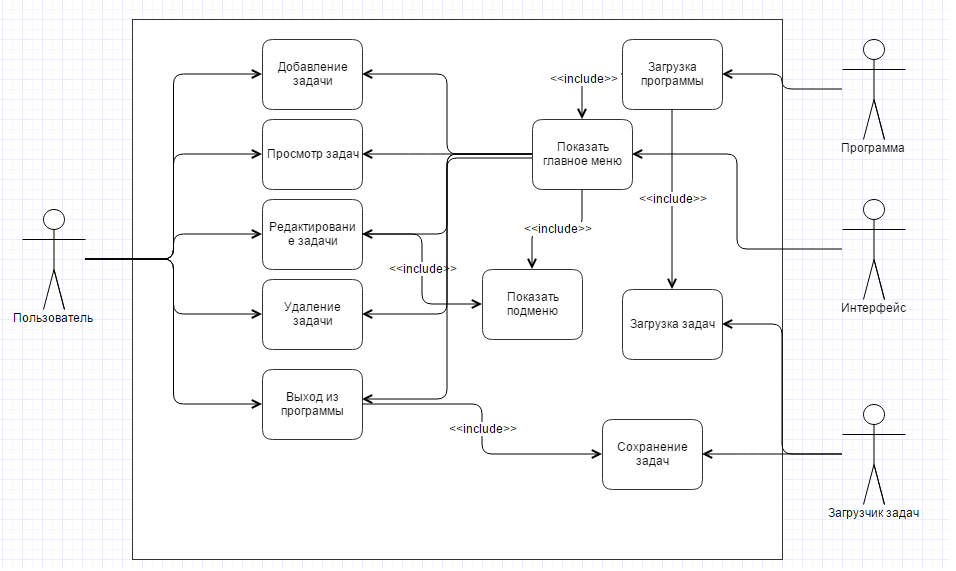 Добавление
задачи
Загрузка
программы
<<include>>
Программа
Просмотр задач
Показать
главное меню
<<include>>
Редактировани
е задачи
<<include>>
<<include>>
Пользователь
Удаление
задачи
Показать
подменю
Загрузка задач
Интерфейс
Выход из
программы
<<include>>
Сохранение
задач
Загрузчик задач